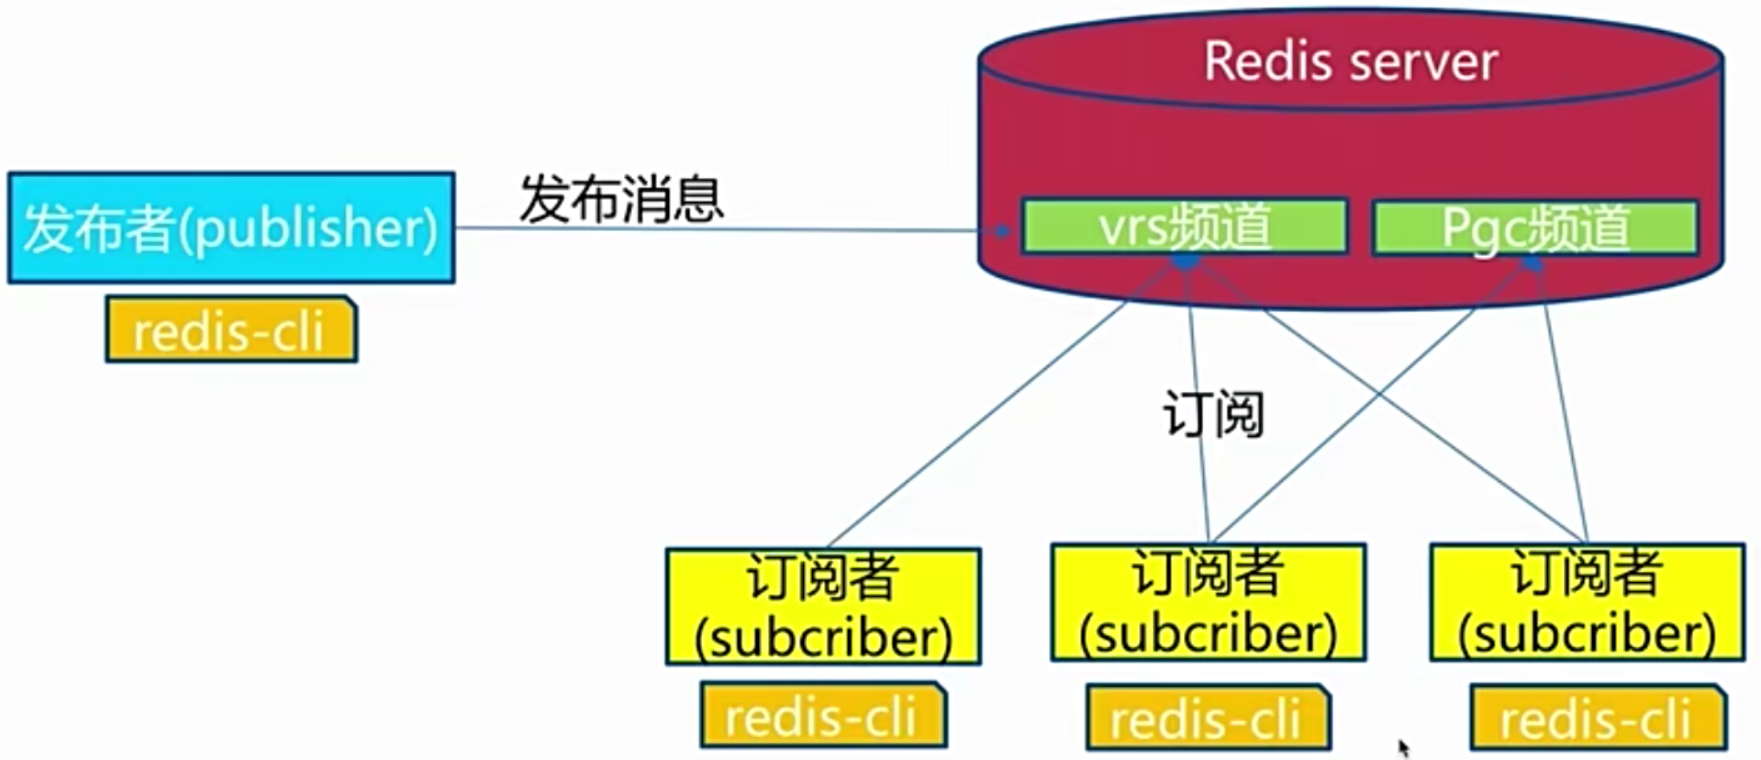 Redis server
发布者(publisher)
发布消息
vrs频道
Pgc频道
redis-cli
订阅
订阅者
(subcriber)
订阅者
(subcriber)
订阅者
(subcriber)
redis-cli
redis-cli
redis-cli